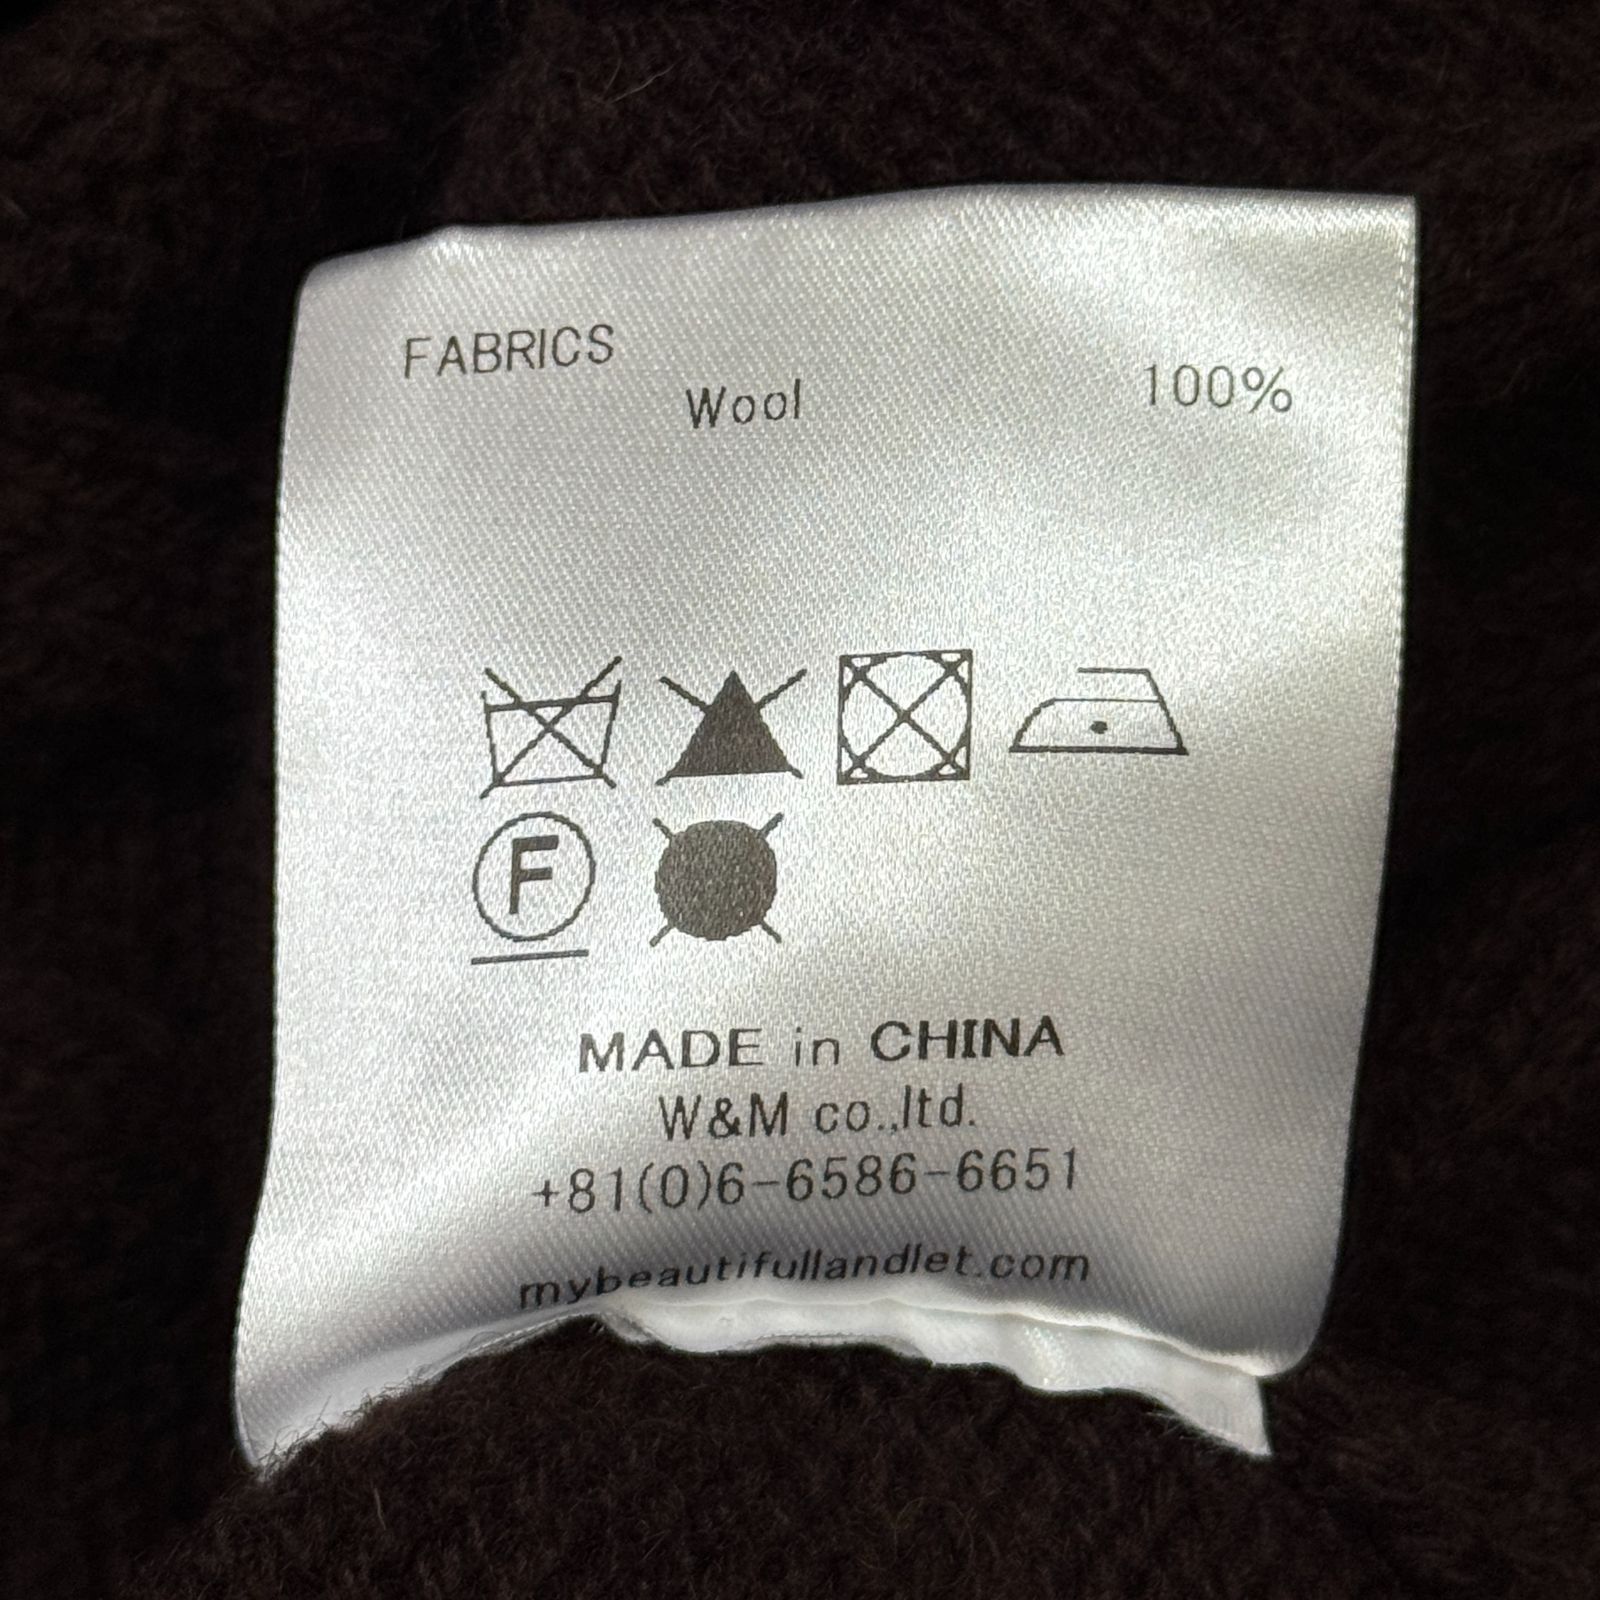 FABRICS
Wool 100%
F
MADE in CHINA
W&M co.,ltd.
+81(0)6-6586-6651
mybeautifullandlet.com